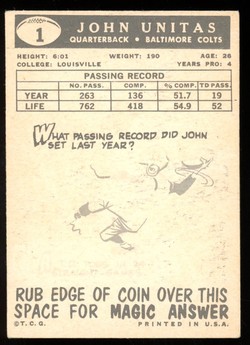 1
JOHN UNITAS
QUARTERBACK • BALTIMORE COLTS
HEIGHT: 6:01 WEIGHT: 190 AGE: 26
COLLEGE: LOUISVILLE YEARS PRO: 4
PASSING RECORD
NO. PASS. COMP. % COMP. TD PASSES
YEAR 263 136 51.7 19
LIFE 762 418 54.9 52
WHAT PASSING RECORD DID JOHN
SET LAST YEAR?
RUB EDGE OF COIN OVER THIS
SPACE FOR MAGIC ANSWER
© T.C.G. PRINTED IN U.S.A.